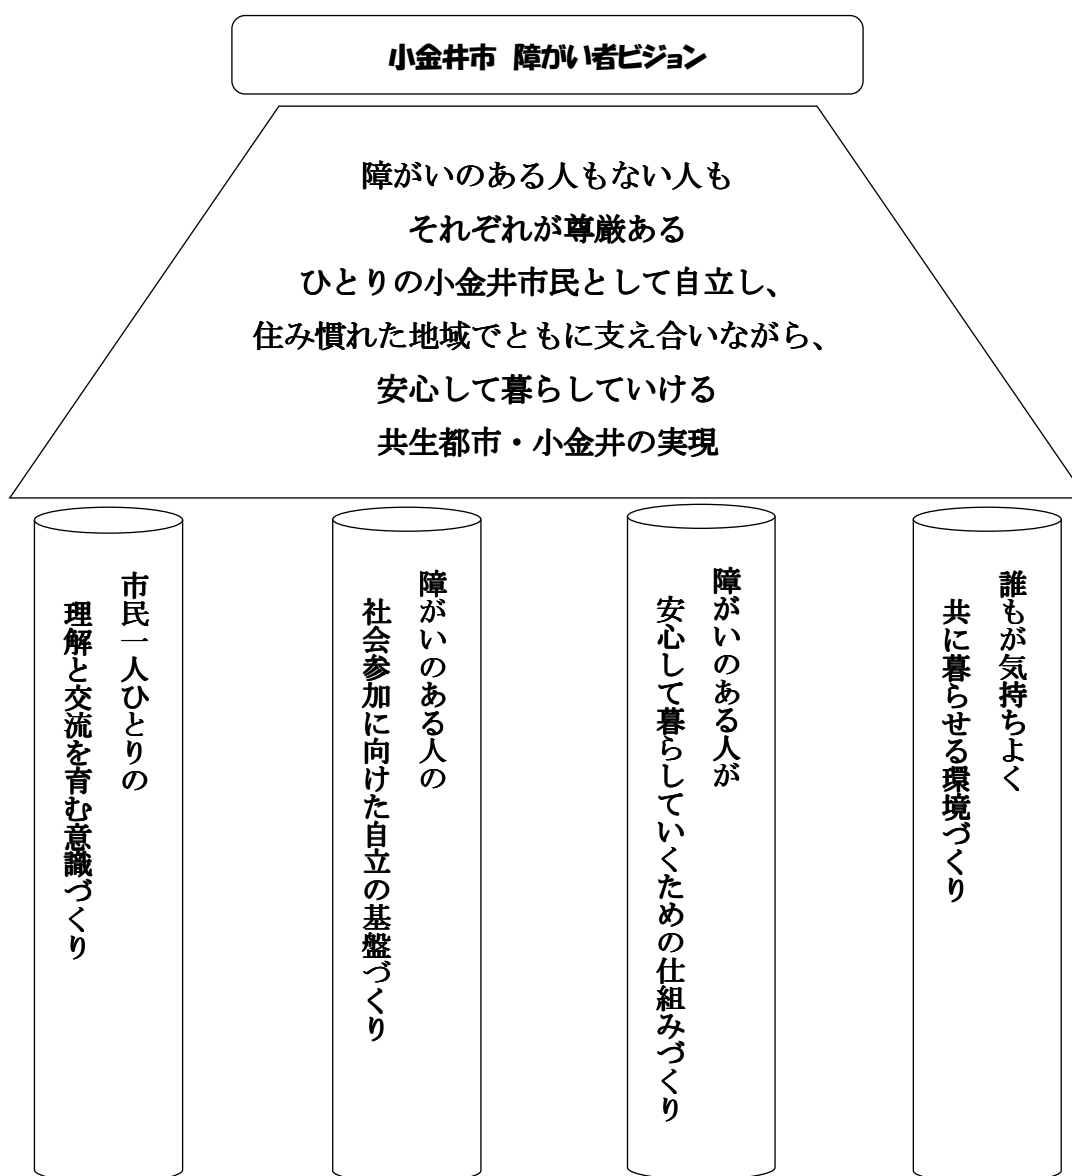 小金井市 障がい者ビジョン
障がいのある人もない人も
それぞれが尊厳ある
ひとりの小金井市民として自立し、
住み慣れた地域でともに支え合いながら、
安心して暮らしていける
共生都市・小金井の実現
誰もが気持ちよく
共に暮らせる環境づくり
障がいのある人が
安心して暮らしていくための仕組みづくり
障がいのある人の
社会参加に向けた自立の基盤づくり
市民一人ひとりの
理解と交流を育む意識づくり